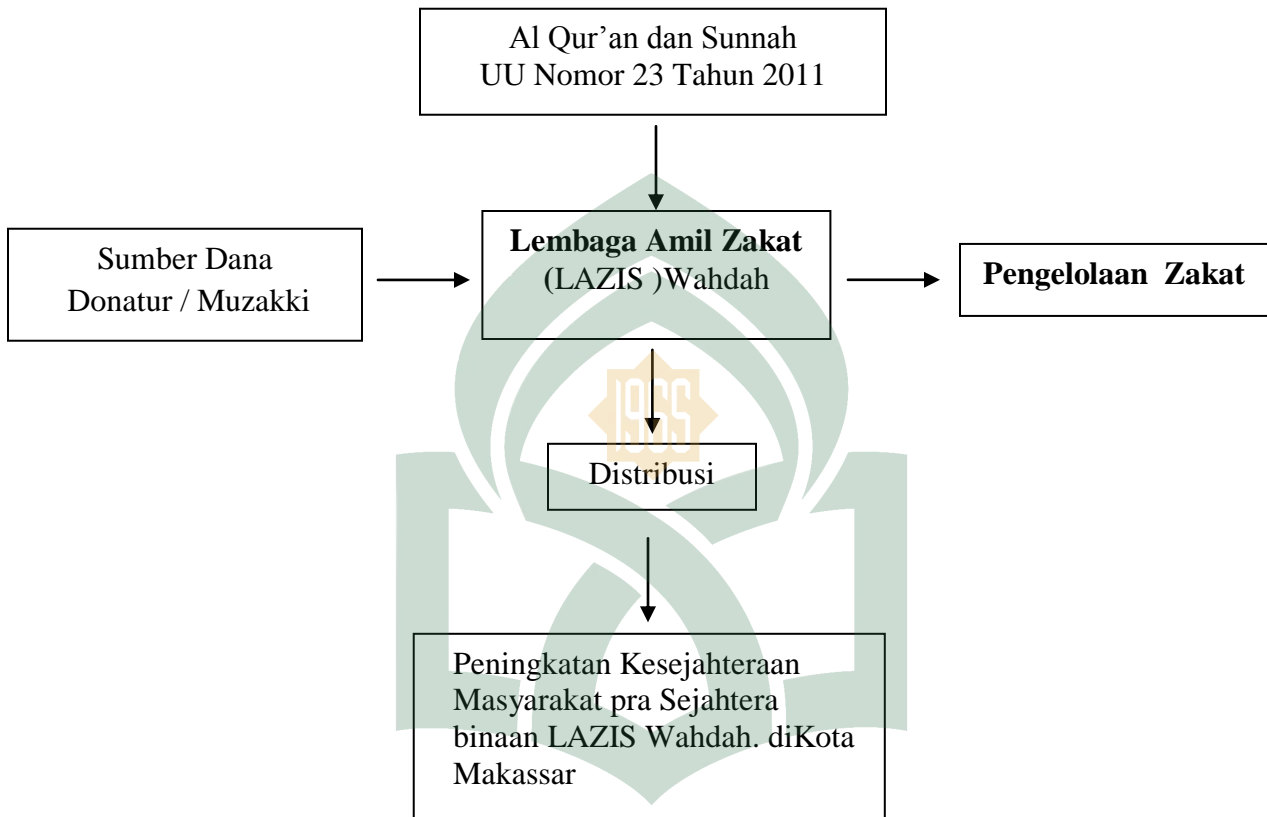 Al Qur’an dan Sunnah
UU Nomor 23 Tahun 2011
Sumber Dana
Donatur / Muzakki
Lembaga Amil Zakat
(LAZIS )Wahdah
Pengelolaan Zakat
1965
Distribusi
Peningkatan Kesejahteraan
Masyarakat pra Sejahtera
binaan LAZIS Wahdah. diKota
Makassar